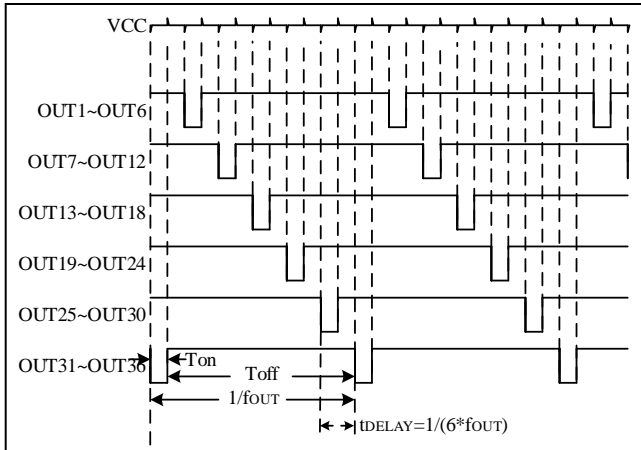 VCC
OUT1~OUT6
OUT7~OUT12
OUT13~OUT18
OUT19~OUT24
OUT25~OUT30
OUT31~OUT36
Ton
Toff
1/fOUT
tDELAY=1/(6*fOUT)